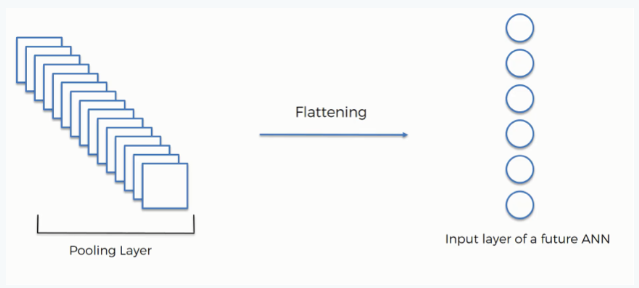 Flattening
Pooling Layer
Input layer of a future ANN